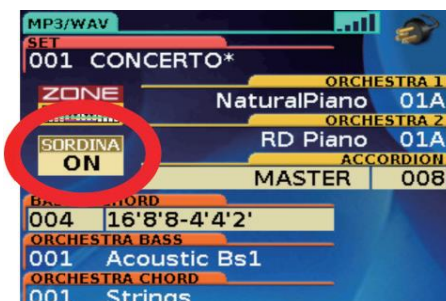 MP3/WAV
SET
001 CONCERTO*
ZONE
ORCHESTRA 1
NaturalPiano 01A
ORCHESTRA 2
RD Piano 01A
SORDINA
ON
ACCORDION
MASTER 008
CHORD
004 16'8'8-4'4'2'
ORCHESTRA BASS
001 Acoustic Bs1
ORCHESTRA CHORD
001 Strings